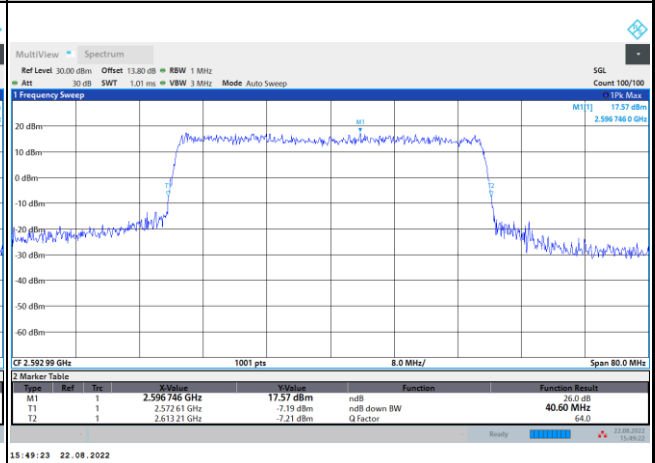 MultiView Spectrum
Ref Level 30.00 dBm Offset 13.80 dB RBW 1 MHz SGL
Att 30 dB SWT 1.01 ms VBW 3 MHz Mode Auto Sweep Count 100/100
1 Frequency Sweep 1Pk Max
M1[1] 17.57 dBm
2.596 746 0 GHz
M1
20 dBm
10 dBm
0 dBm
T1 T2
-10 dBm
-20 dBm
-30 dBm
-40 dBm
-50 dBm
-60 dBm
CF 2.592 99 GHz 1001 pts 8.0 MHz/ Span 80.0 MHz
2 Marker Table
Type Ref Trc X-Value Y-Value Function Function Result
M1 1 2.596 746 GHz 17.57 dBm ndB 26.0 dB
T1 1 2.572 61 GHz -7.19 dBm ndB down BW 40.60 MHz
T2 1 2.613 21 GHz -7.21 dBm Q Factor 64.0
Ready 22.08.2022
15:49:22
15:49:23 22.08.2022